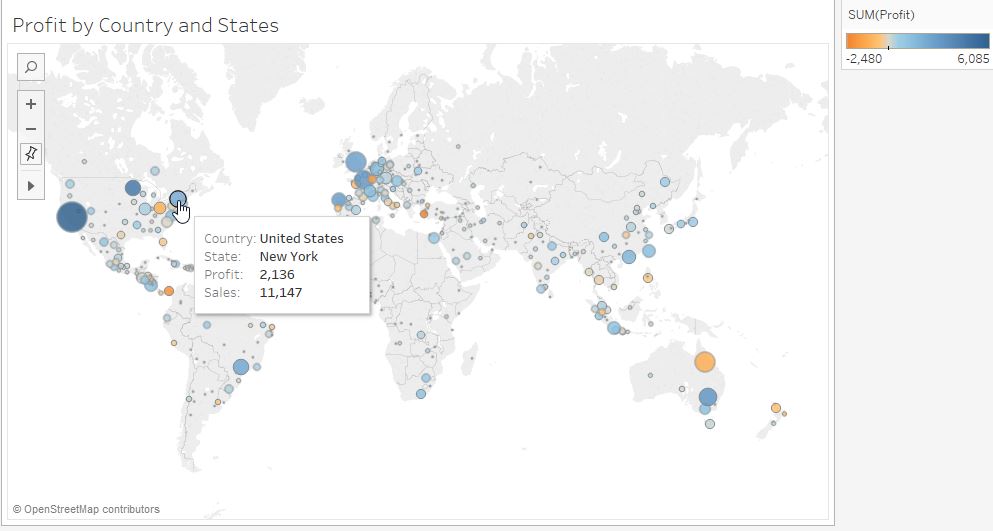 Profit by Country and States
SUM(Profit)
-2,480 6,085
Country: United States
State: New York
Profit: 2,136
Sales: 11,147
© OpenStreetMap contributors